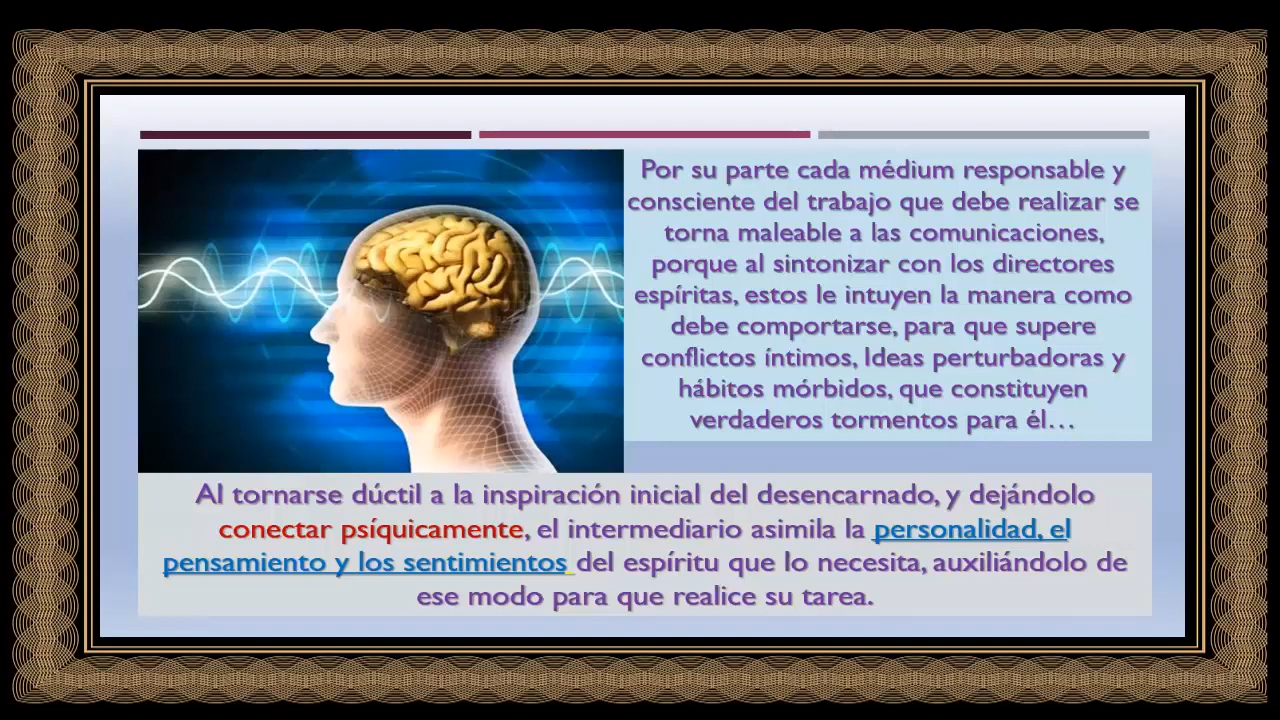 Por su parte cada médium responsable y
consciente del trabajo que debe realizar se
torna maleable a las comunicaciones,
porque al sintonizar con los directores
espíritas, estos le intuyen la manera como
debe comportarse, para que supere
conflictos íntimos, Ideas perturbadoras y
hábitos mórbidos, que constituyen
verdaderos tormentos para él…
Al tornarse dúctil a la inspiración inicial del desencarnado, y dejándolo
conectar psíquicamente, el intermediario asimila la personalidad, el
pensamiento y los sentimientos del espíritu que lo necesita, auxiliándolo de
ese modo para que realice su tarea.